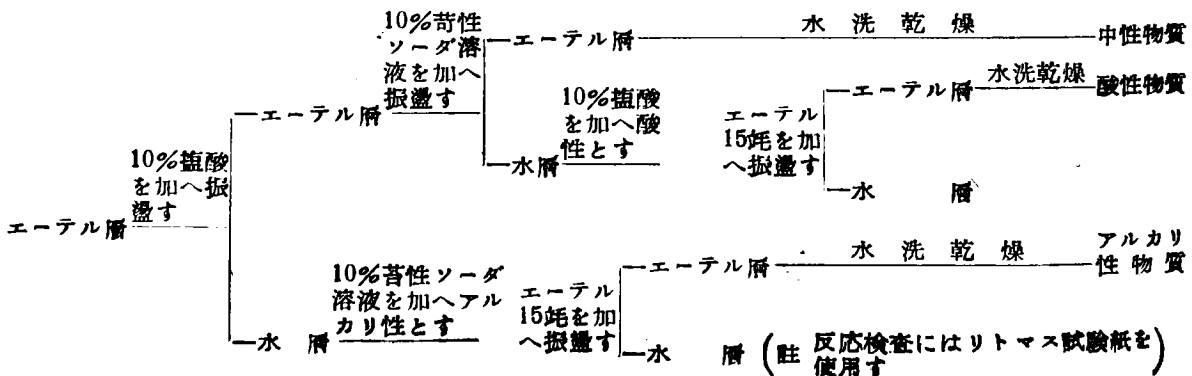 10%苛性
ソーダ溶
液を加へ
振盪す
エーテル層
水洗乾燥
中性物質
エーテル層
10%塩酸
を加へ酸
性とす
水層
エーテル
15竓を加
へ振盪す
エーテル層
水洗乾燥
酸性物質
水層
10%塩酸
を加へ振
盪す
エーテル層
10%苛性ソーダ
溶液を加へアル
カリ性とす
水層
エーテル
15竓を加
へ振盪す
エーテル層
水洗乾燥
アルカリ
性物質
水層
(註 反応検査にはリトマス試験紙を
使用す)